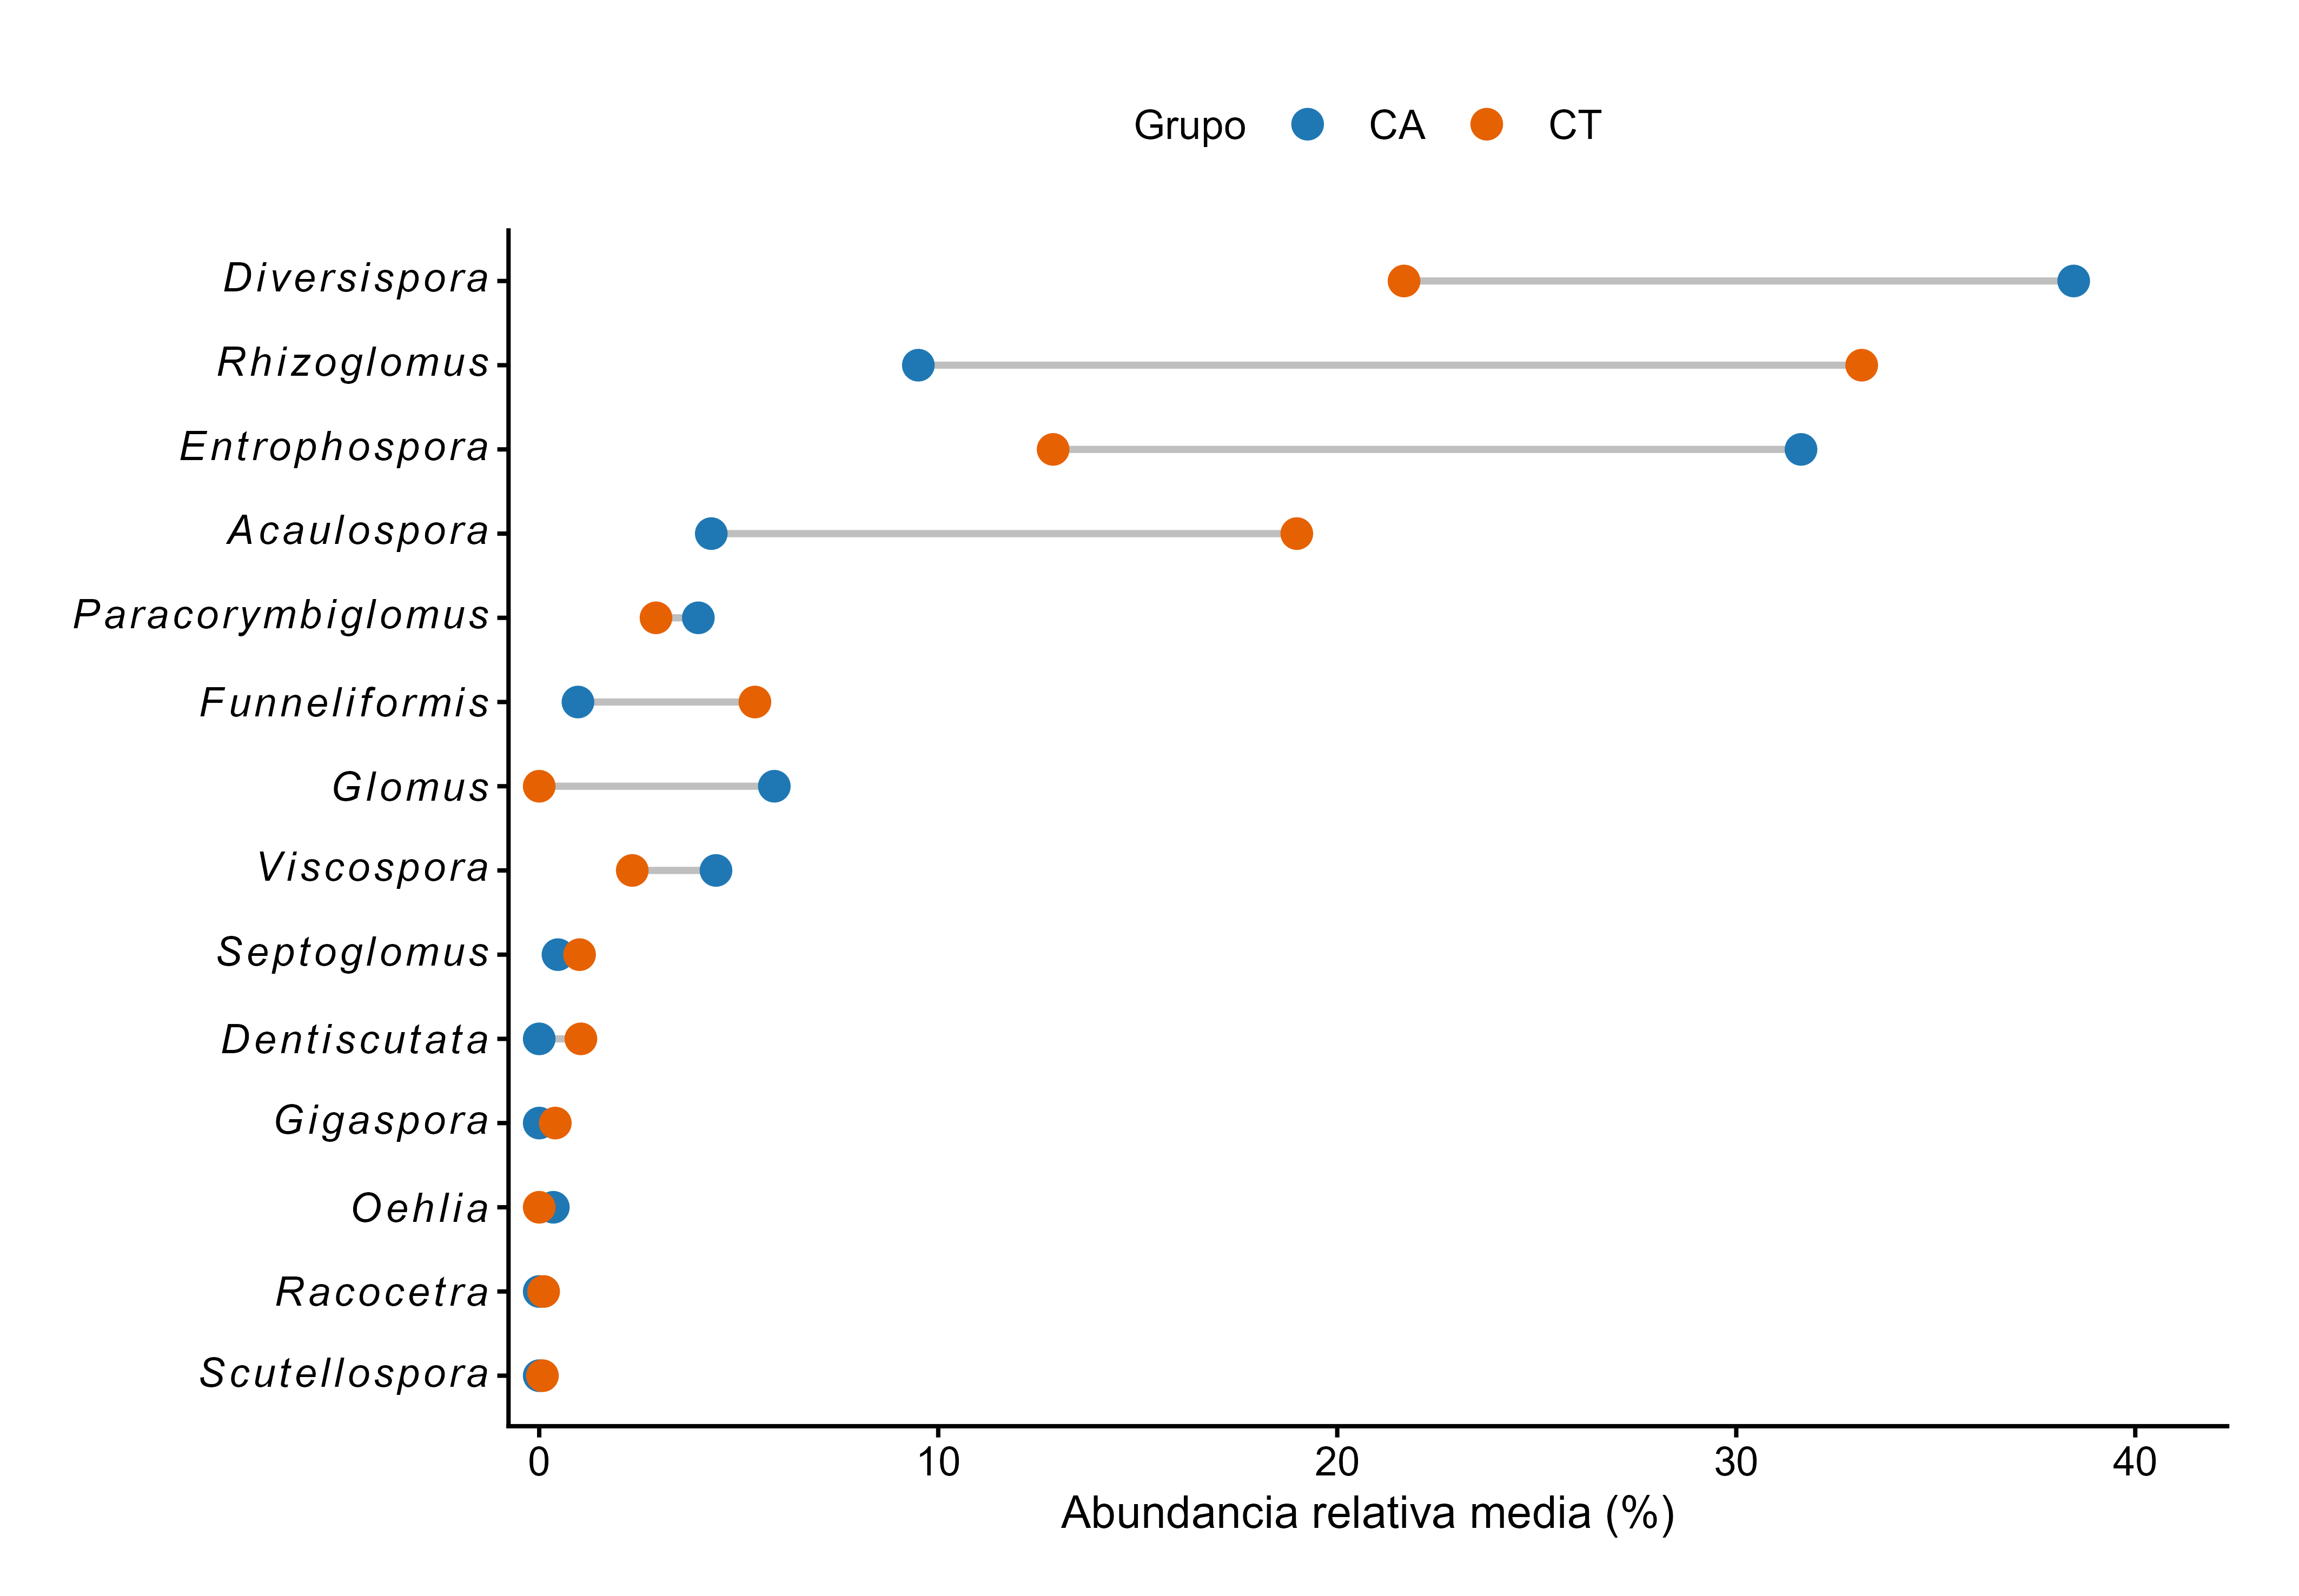 Grupo CA CT
Diversispora
Rhizoglomus
Entrophospora
Acaulospora
Paracorymbiglomus
Funneliformis
Glomus
Viscospora
Septoglomus
Dentiscutata
Gigaspora
Oehlia
Racocetra
Scutellospora
0 10 20 30 40
Abundancia relativa media (%)